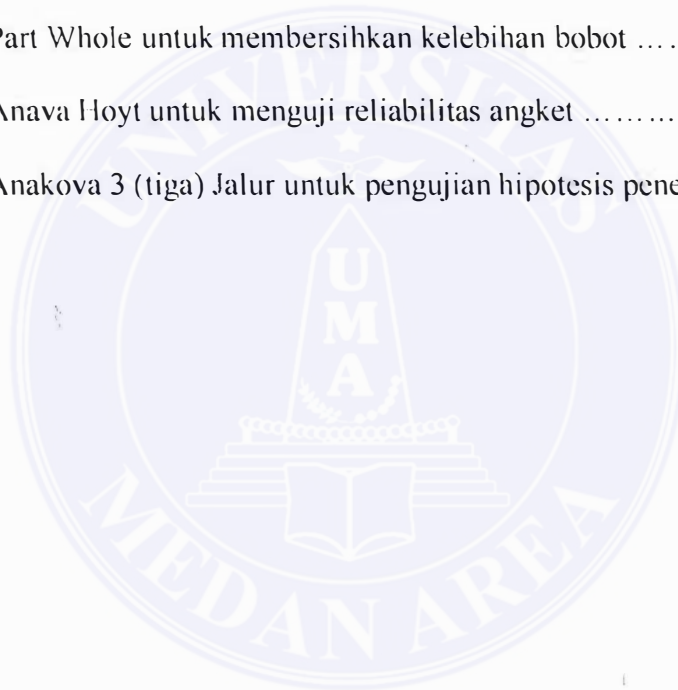 Part Whole untuk membersihkan kelebihan bobot ....
Anava Hoyt untuk menguji reliabilitas angket .........
Anakova 3 (tiga) Jalur untuk pengujian hipotesis pene
UNIVERSITAS
U
M
A
MEDAN AREA